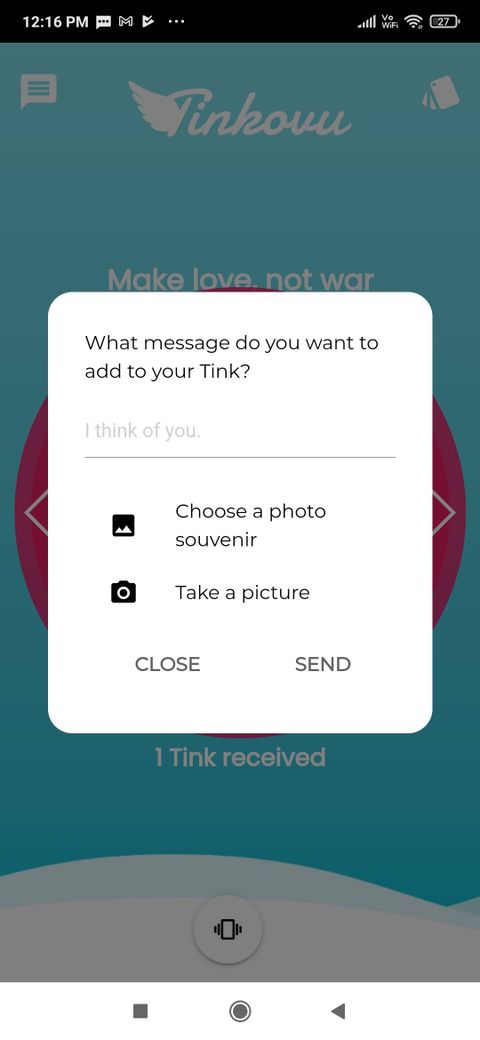 12:16 PM
Vo
WiFi
27
Tinkovu
Make love, not war
What message do you want to
add to your Tink?
I think of you.
Choose a photo
souvenir
Take a picture
CLOSE SEND
1 Tink received